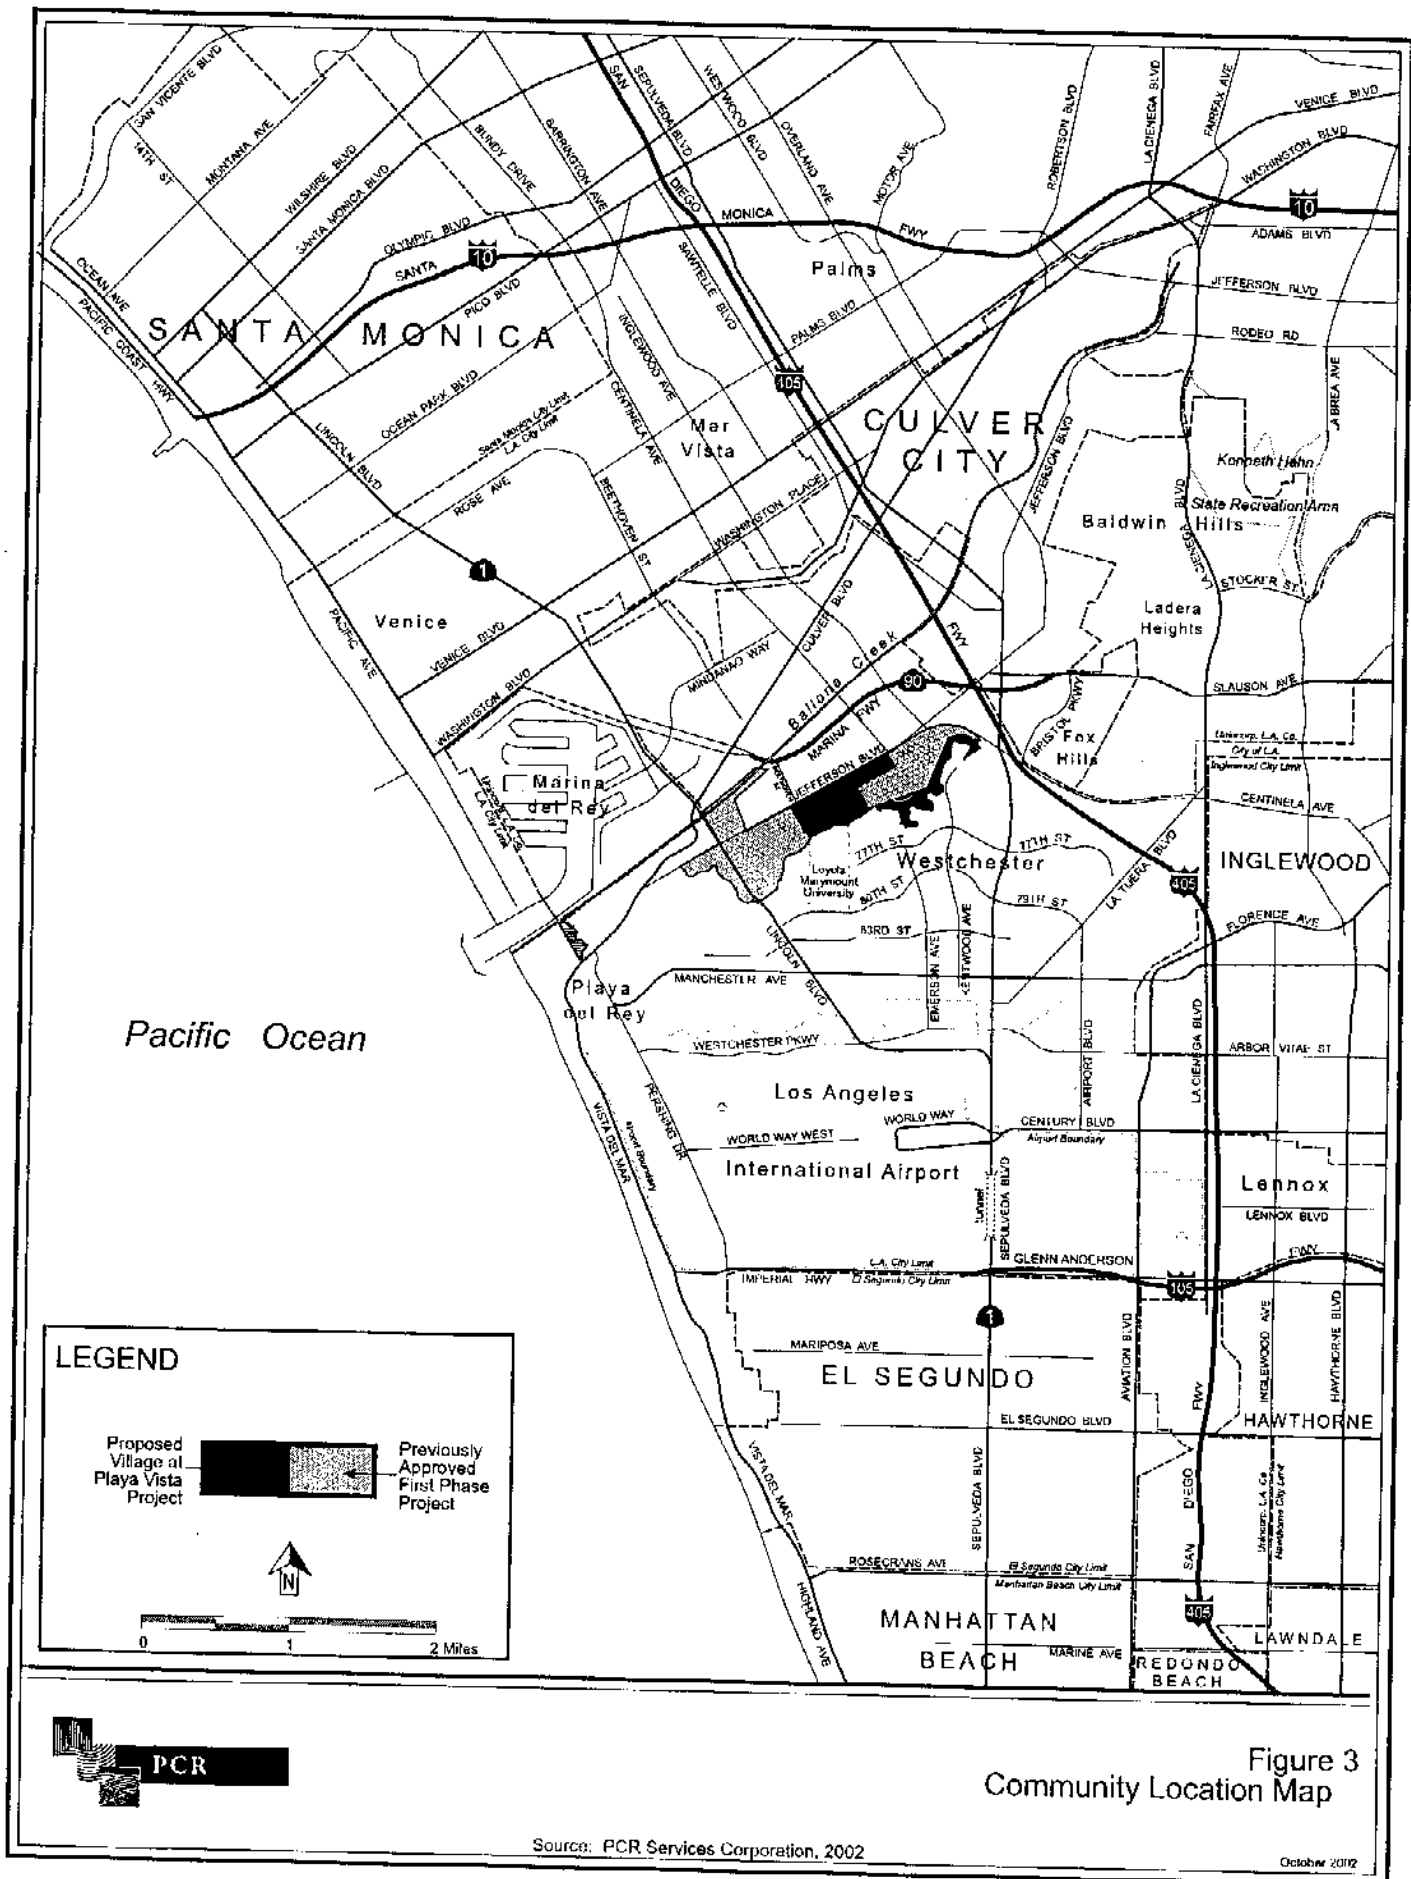 SAN VICENTE BLVD
14TH ST
MONTANA AVE
WILSHIRE BLVD
SANTA MONICA BLVD
OLYMPIC BLVD
BUNDY DRIVE
BARRINGTON AVE
SAN
DIEGO
SEPULVEDA BLVD
WESTWOOD BLVD
OVERLAND AVE
MOTOR AVE
ROBERTSON BLVD
LA CIENEGA BLVD
FAIRFAX AVE
VENICE BLVD
WASHINGTON BLVD
10
ADAMS BLVD
OCEAN AVE
PACIFIC COAST HWY
SANTA
10
MONICA
FWY
PICO BLVD
SAWTELLE BLVD
Palms
PALMS BLVD
JEFFERSON BLVD
RODEO RD
LA BREA AVE
SANTA MONICA
INGLEWOOD AVE
CENTINELA AVE
405
LINCOLN BLVD
OCEAN PARK BLVD
Santa Monica City Limit
L.A. City Limit
ROSE AVE
Mar
Vista
CULVER
CITY
JEFFERSON BLVD
Kenneth Hahn
State Recreation Area
Baldwin Hills
LA CIENEGA BLVD
STOCKER ST
BEETHOVEN ST
WASHINGTON PLACE
1
PACIFIC AVE
Venice
VENICE BLVD
WASHINGTON BLVD
MINDANAO WAY
CULVER BLVD
Ballona Creek
FWY
Ladera
Heights
90
SLAUSON AVE
MARINA FWY
BRISTOL PKWY
Fox
Hills
Unincorp. L.A. Co.
City of L.A.
Inglewood City Limit
CENTINELA AVE
Marina
del Rey
L.A. City Limit
JEFFERSON BLVD
77TH ST
77TH ST
Westchester
Loyola
Marymount
University
80TH ST
79TH ST
83RD ST
LA TIJERA BLVD
405
INGLEWOOD
FLORENCE AVE
EMERSON AVE
KENTWOOD AVE
LINCOLN BLVD
MANCHESTER AVE
Playa
del Rey
Pacific Ocean
WESTCHESTER PKWY
AIRPORT BLVD
LA CIENEGA BLVD
ARBOR VITAE ST
VISTA DEL MAR
Airport Boundary
PERSHING DR
Los Angeles
WORLD WAY
WORLD WAY WEST
CENTURY BLVD
Airport Boundary
International Airport
Tunnel
SEPULVEDA BLVD
Lennox
LENNOX BLVD
L.A. City Limit
GLENN ANDERSON
FWY
IMPERIAL HWY
El Segundo City Limit
105
1
MARIPOSA AVE
EL SEGUNDO
AVIATION BLVD
FWY
INGLEWOOD AVE
HAWTHORNE BLVD
EL SEGUNDO BLVD
HAWTHORNE
VISTA DEL MAR
SEPULVEDA BLVD
DIEGO
SAN
Unincorp. L.A. Co
Hawthorne City Limit
ROSECRANS AVE
El Segundo City Limit
Manhattan Beach City Limit
HIGHLAND AVE
MANHATTAN
BEACH
MARINE AVE
405
LAWNDALE
REDONDO
BEACH
LEGEND
Proposed
Village at
Playa Vista
Project
Previously
Approved
First Phase
Project
N
0 1 2 Miles
PCR
Figure 3
Community Location Map
Source: PCR Services Corporation, 2002
October 2002